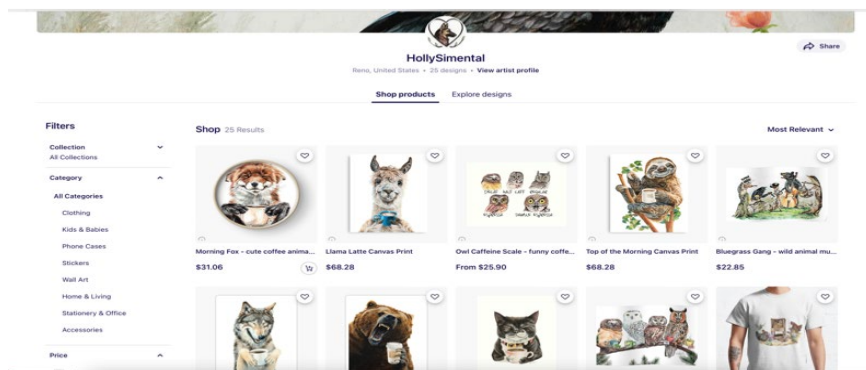 Share
HollySimental
Reno, United States • 25 designs • View artist profile
Shop products
Explore designs
Filters
Collection
All Collections
Category
All Categories
Clothing
Kids & Babies
Phone Cases
Stickers
Wall Art
Home & Living
Stationery & Office
Accessories
Price
Shop 25 Results
Most Relevant
Morning Fox - cute coffee anima...
$31.06
Llama Latte Canvas Print
$68.28
Owl Caffeine Scale - funny coffe...
From $25.90
Top of the Morning Canvas Print
$68.28
Bluegrass Gang - wild animal mu...
$22.85